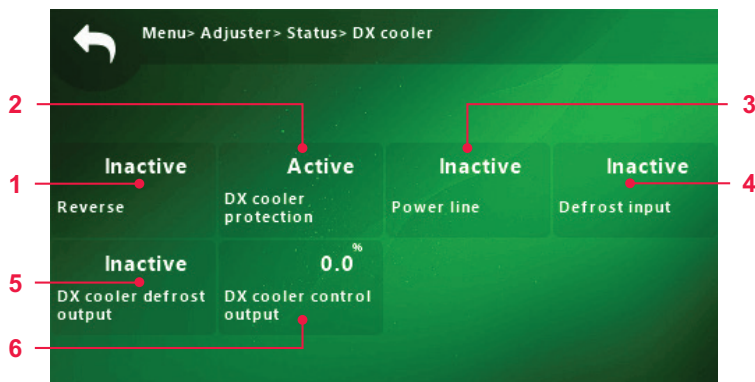 Menu> Adjuster> Status> DX cooler
2
3
Inactive
Active
Inactive
Inactive
1
4
Reverse
DX cooler
protection
Power line
Defrost input
Inactive
0.0%
5
DX cooler defrost
output
DX cooler control
output
6